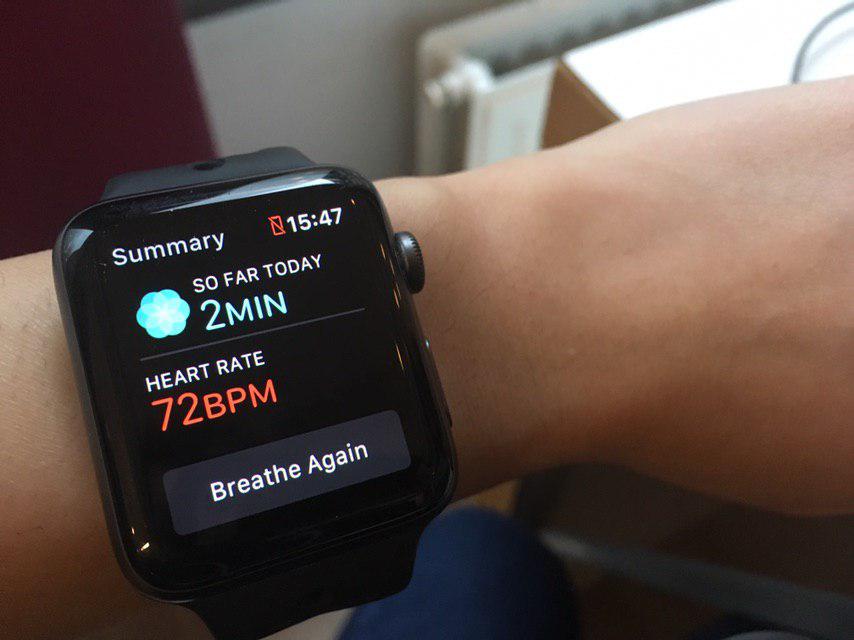 Summary
15:47
SO FAR TODAY
2MIN
HEART RATE
72BPM
Breathe Again